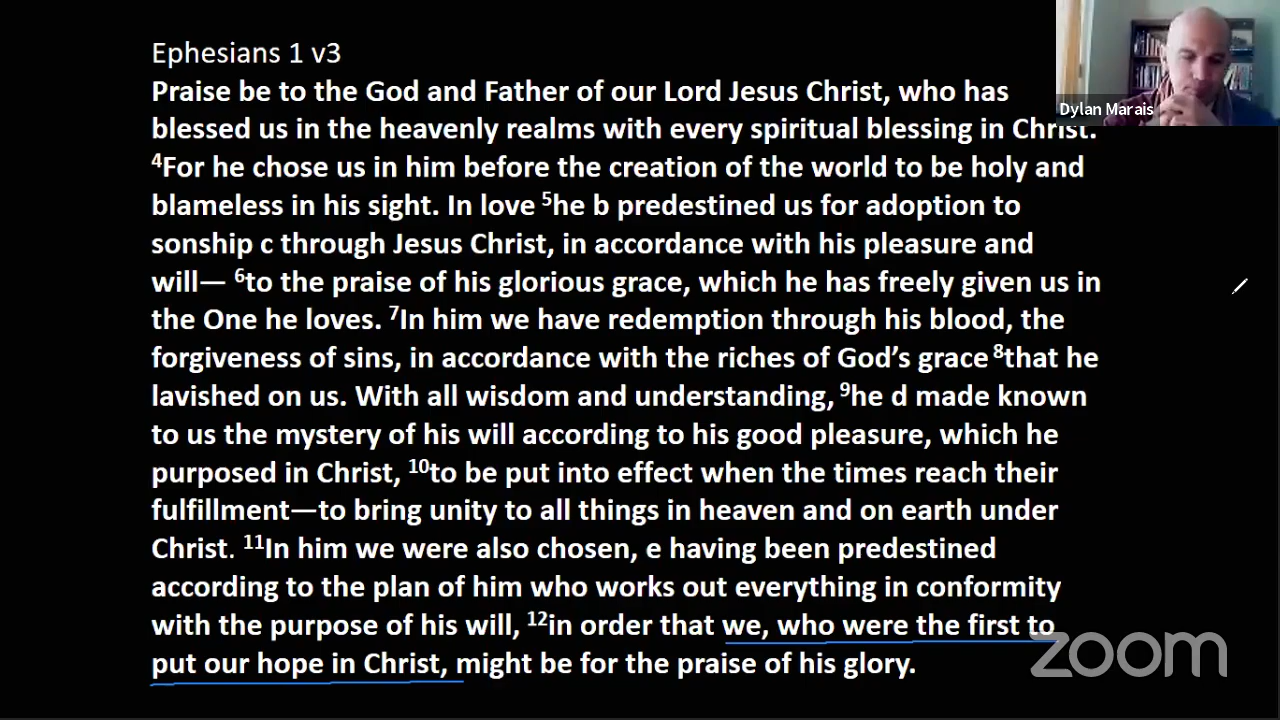 Ephesians 1 v3
Praise be to the God and Father of our Lord Jesus Christ, who has
blessed us in the heavenly realms with every spiritual blessing in Christ.
⁴For he chose us in him before the creation of the world to be holy and
blameless in his sight. In love ⁵he b predestined us for adoption to
sonship c through Jesus Christ, in accordance with his pleasure and
will— ⁶to the praise of his glorious grace, which he has freely given us in
the One he loves. ⁷In him we have redemption through his blood, the
forgiveness of sins, in accordance with the riches of God’s grace ⁸that he
lavished on us. With all wisdom and understanding, ⁹he d made known
to us the mystery of his will according to his good pleasure, which he
purposed in Christ, ¹⁰to be put into effect when the times reach their
fulfillment—to bring unity to all things in heaven and on earth under
Christ. ¹¹In him we were also chosen, e having been predestined
according to the plan of him who works out everything in conformity
with the purpose of his will, ¹²in order that we, who were the first to
put our hope in Christ, might be for the praise of his glory.
Dylan Marais
zoom